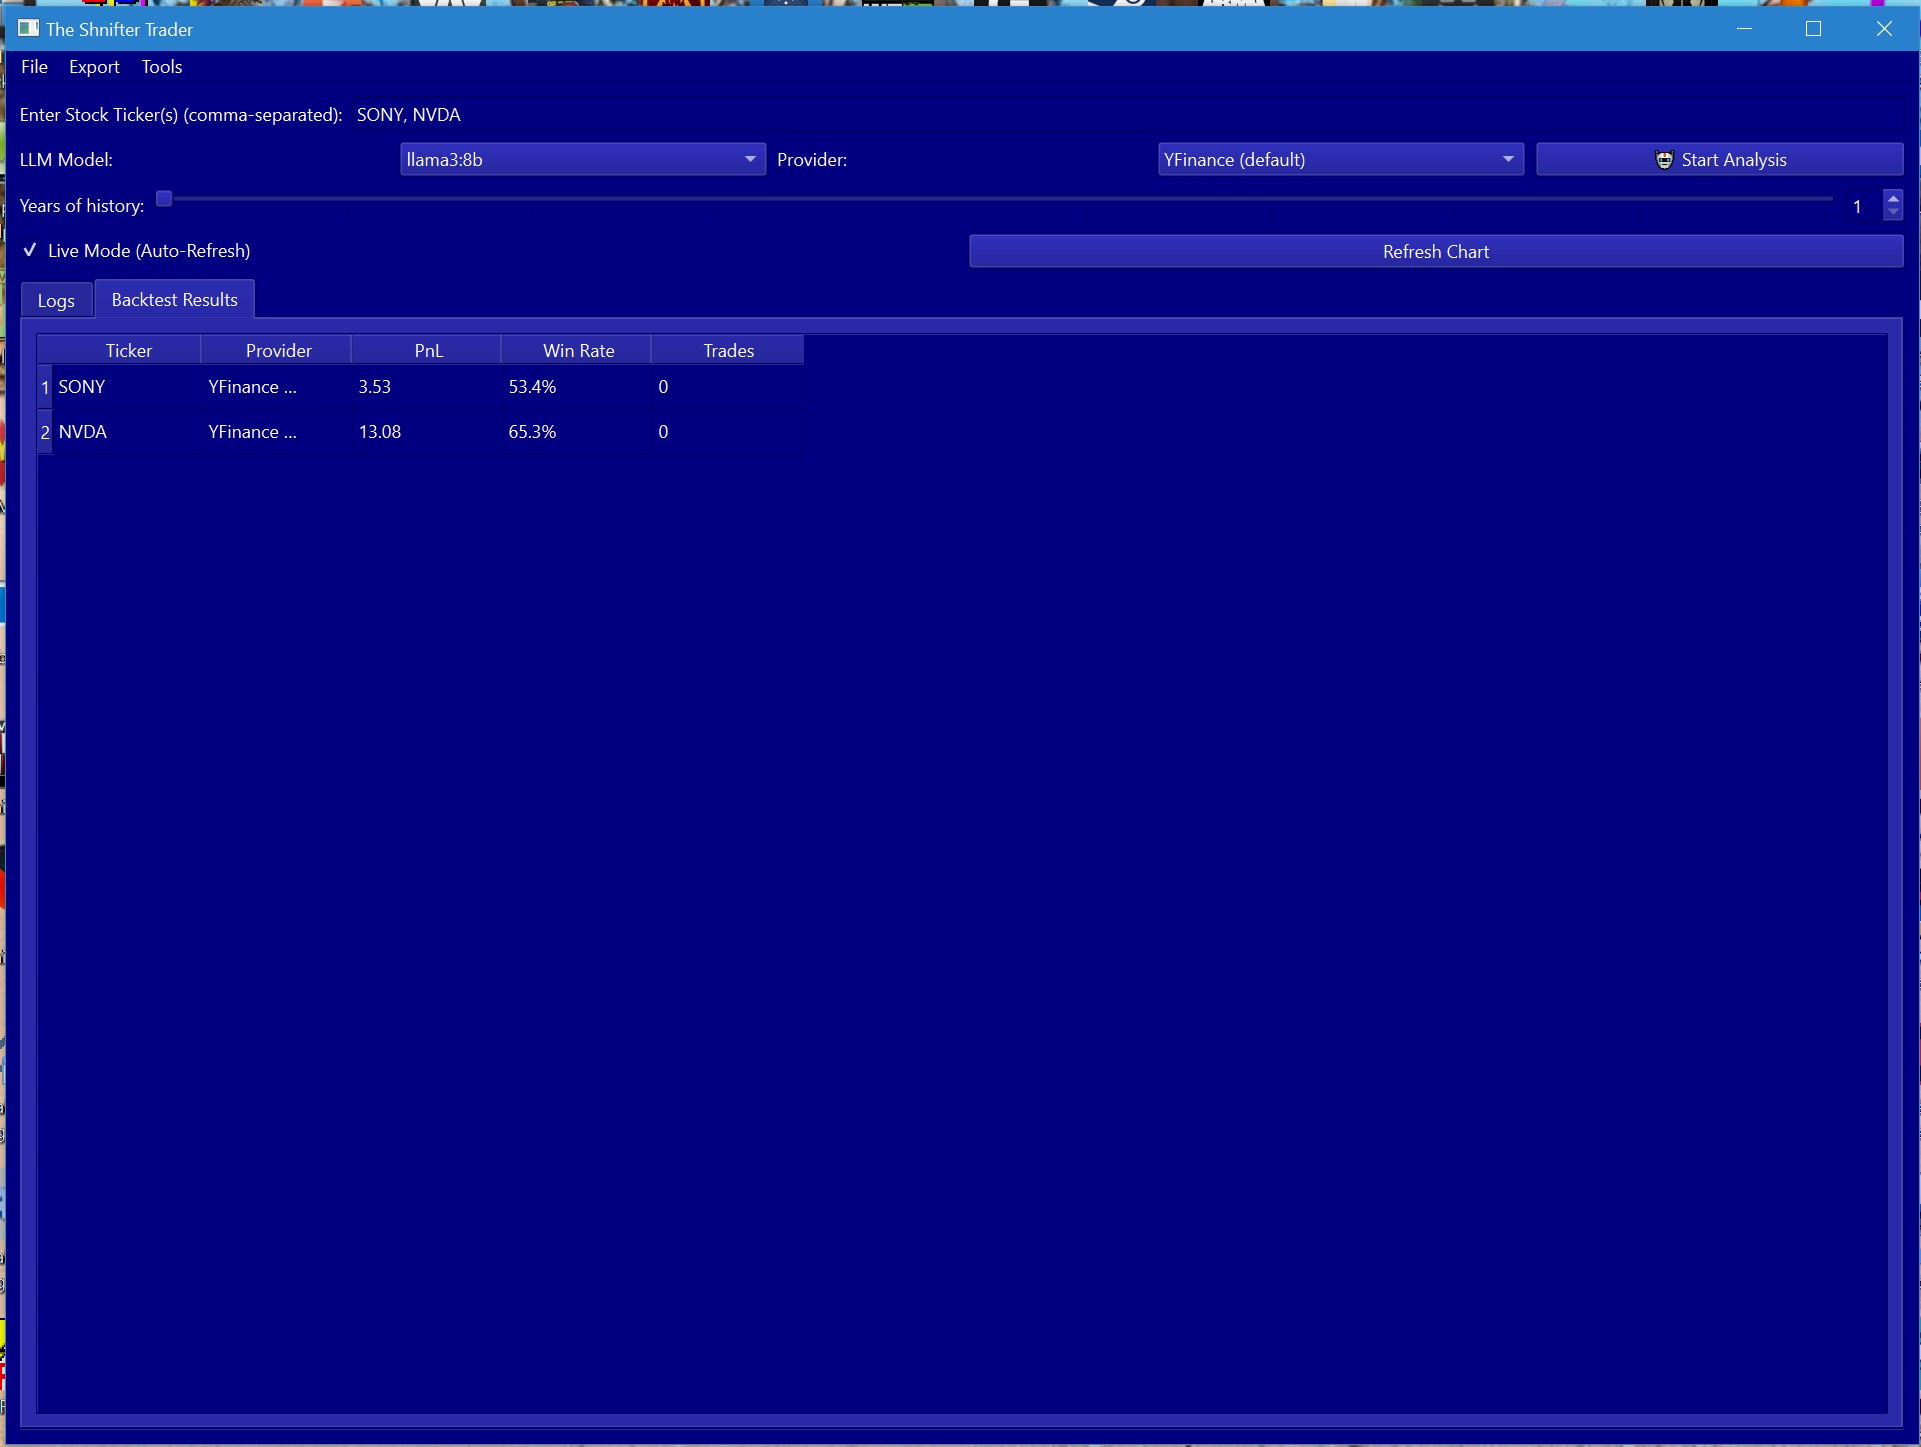 The Shnifter Trader
File Export Tools
Enter Stock Ticker(s) (comma-separated): SONY, NVDA
LLM Model: llama3:8b Provider: YFinance (default) Start Analysis
Years of history: 1
Live Mode (Auto-Refresh) Refresh Chart
Logs Backtest Results
Ticker Provider PnL Win Rate Trades
1 SONY YFinance ... 3.53 53.4% 0
2 NVDA YFinance ... 13.08 65.3% 0